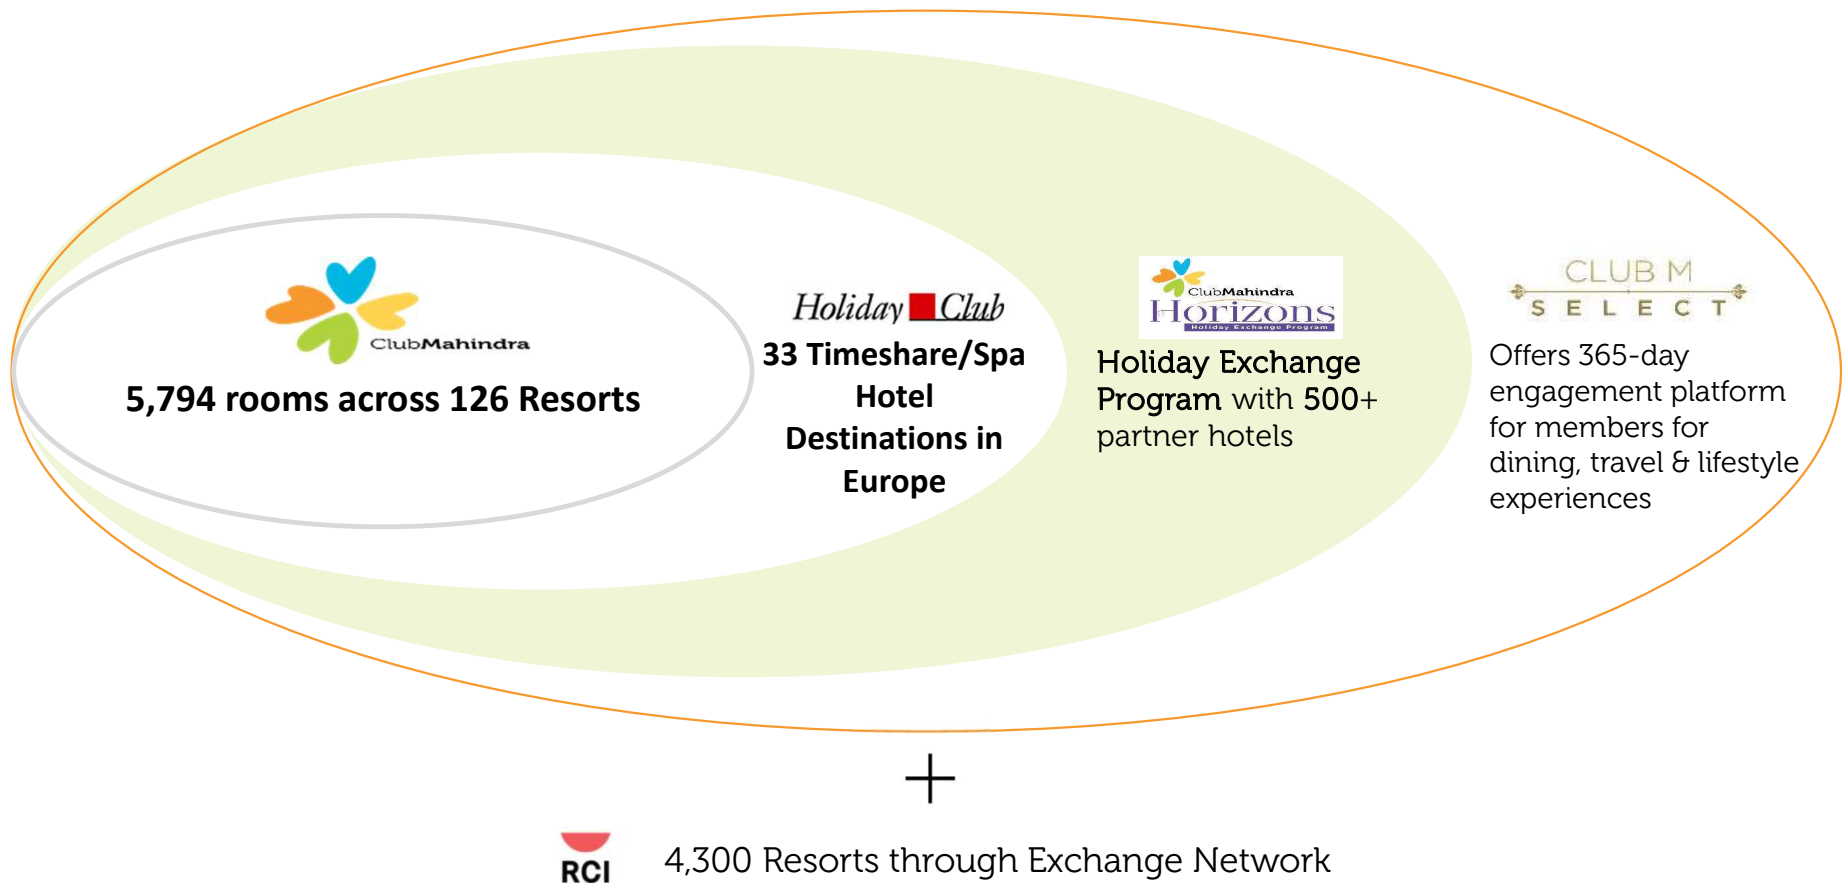 ClubMahindra
5,794 rooms across 126 Resorts
Holiday Club
33 Timeshare/Spa
Hotel
Destinations in
Europe
ClubMahindra
Horizons
Holiday Exchange Program
Holiday Exchange
Program with 500+
partner hotels
CLUB M
SELECT
Offers 365-day
engagement platform
for members for
dining, travel & lifestyle
experiences
+
RCI
4,300 Resorts through Exchange Network